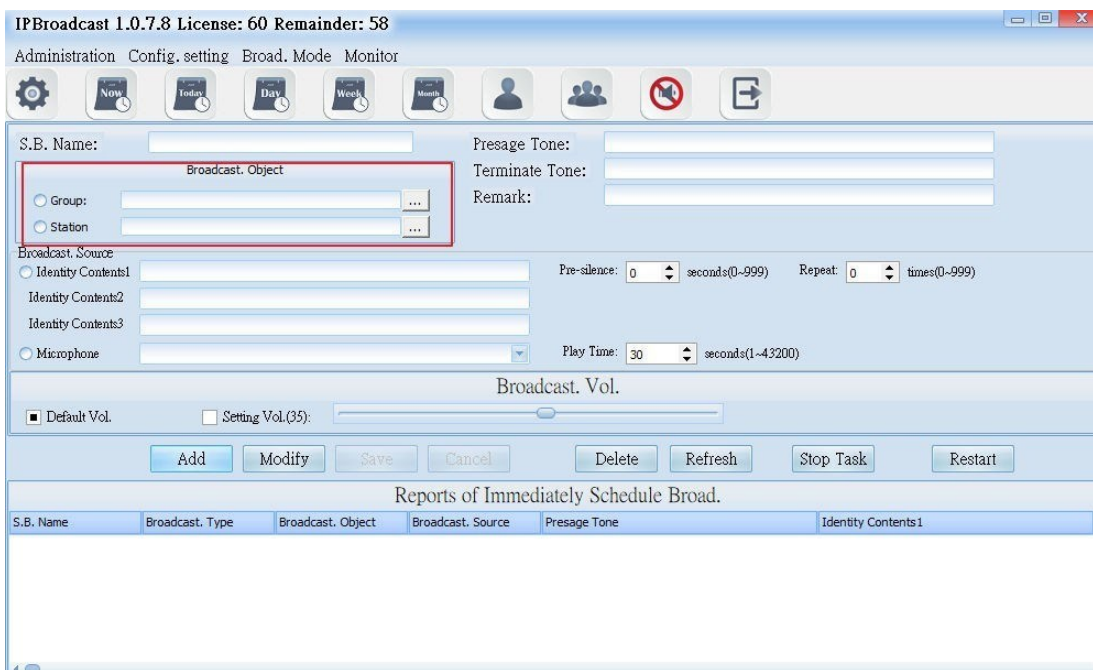 IPBroadcast 1.0.7.8 License: 60 Remainder: 58
Administration Config. setting Broad. Mode Monitor
Now Today Day Week Month
S.B. Name: Presage Tone:
Broadcast. Object Terminate Tone:
Group: ... Remark:
Station ...
Broadcast. Source
Identity Contents1 Pre-silence: 0 seconds(0~999) Repeat: 0 times(0~999)
Identity Contents2
Identity Contents3
Microphone Play Time: 30 seconds(1~43200)
Broadcast. Vol.
Default Vol. Setting Vol.(35):
Add Modify Save Cancel Delete Refresh Stop Task Restart
Reports of Immediately Schedule Broad.
S.B. Name Broadcast. Type Broadcast. Object Broadcast. Source Presage Tone Identity Contents1